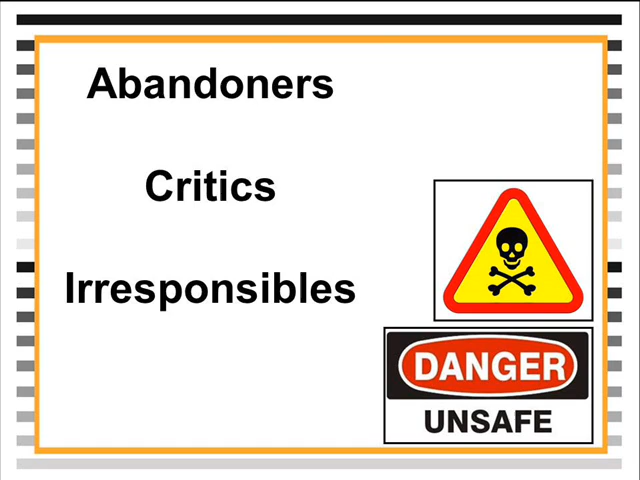 Abandoners
Critics
Irresponsibles
DANGER
UNSAFE